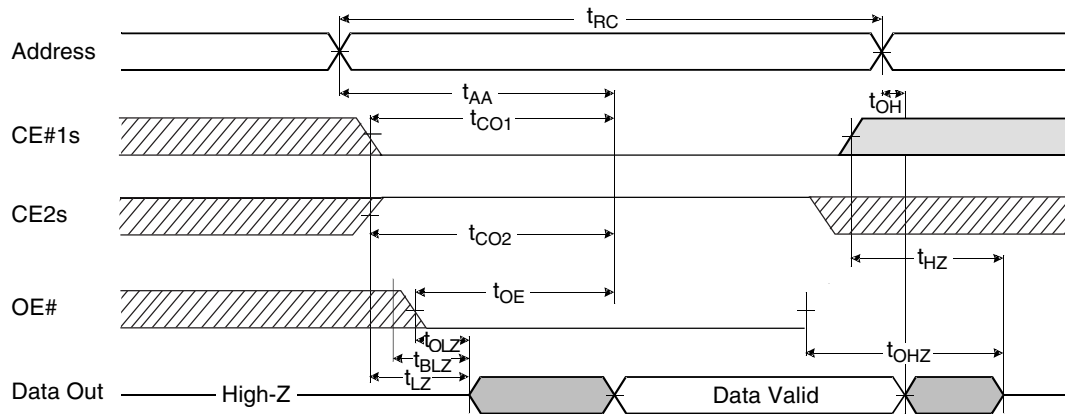 tRC
Address
tAA
tOH
tCO1
CE#1s
CE2s
tCO2
tHZ
tOE
OE#
tOLZ
tOHZ
tBLZ
tLZ
Data Out
High-Z
Data Valid